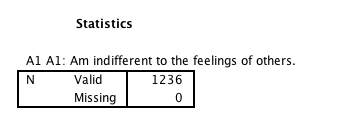 Statistics
A1 A1: Am indifferent to the feelings of others.
N Valid 1236
Missing 0